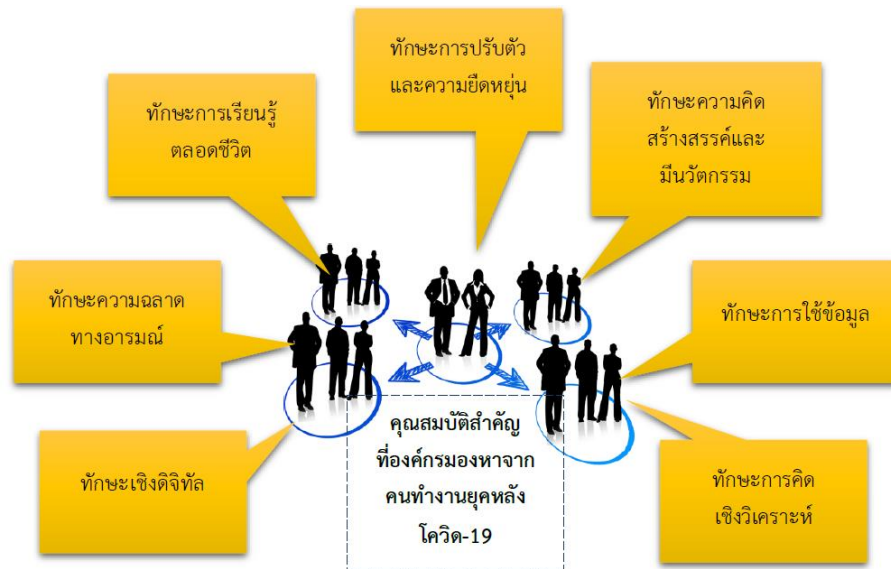 ทักษะการปรับตัว
และความยืดหยุ่น
ทักษะการเรียนรู้
ตลอดชีวิต
ทักษะความคิด
สร้างสรรค์และ
มีนวัตกรรม
ทักษะความฉลาด
ทางอารมณ์
ทักษะการใช้ข้อมูล
ทักษะเชิงดิจิทัล
ทักษะการคิด
เชิงวิเคราะห์
คุณสมบัติสำคัญ
ที่องค์กรมองหาจาก
คนทำงานยุคหลัง
โควิด-19